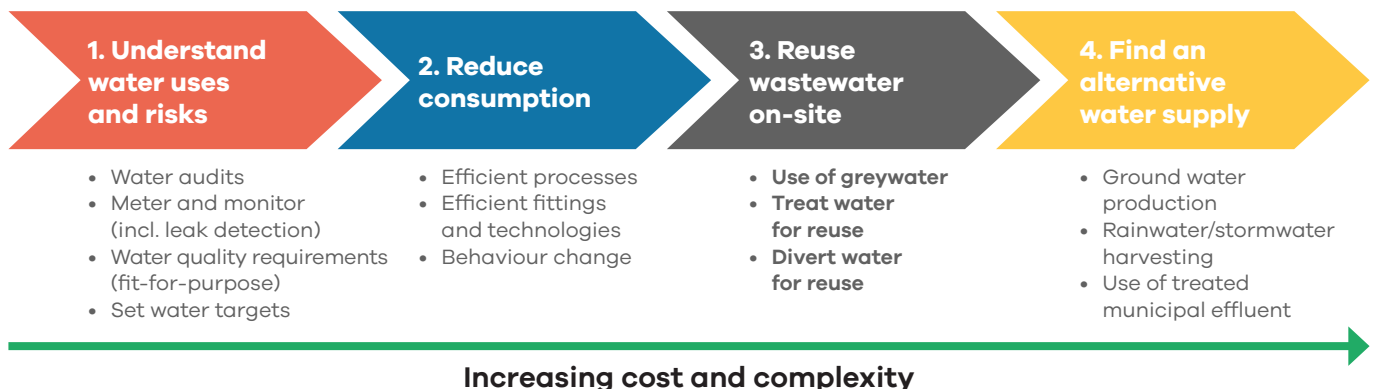 1. Understand
water uses
and risks
2. Reduce
consumption
3. Reuse
wastewater
on-site
4. Find an
alternative
water supply
• Water audits
• Meter and monitor
(incl. leak detection)
• Water quality requirements
(fit-for-purpose)
• Set water targets
• Efficient processes
• Efficient fittings
and technologies
• Behaviour change
• Use of greywater
• Treat water
for reuse
• Divert water
for reuse
• Ground water
production
• Rainwater/stormwater
harvesting
• Use of treated
municipal effluent
Increasing cost and complexity